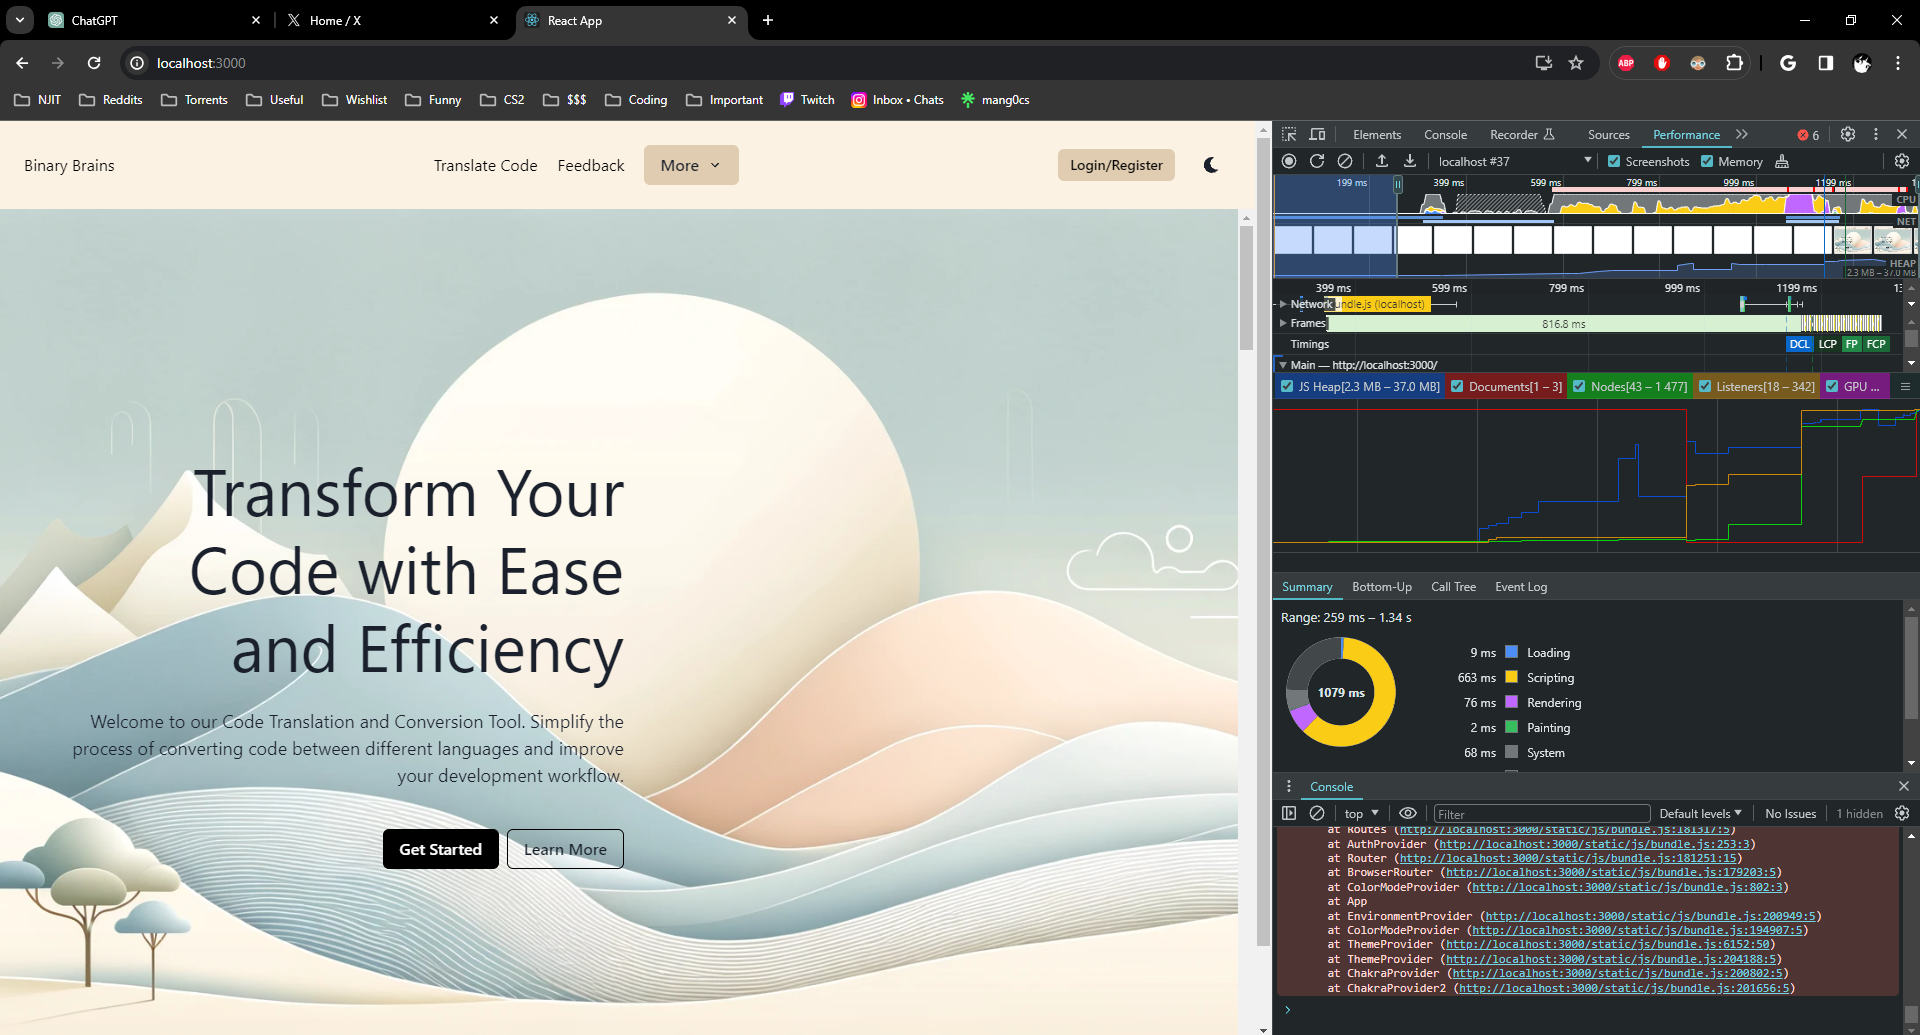 ChatGPT
Home / X
React App
localhost:3000
ABP
G
NJIT
Reddits
Torrents
Useful
Wishlist
Funny
CS2
$$$
Coding
Important
Twitch
Inbox • Chats
mang0cs
Binary Brains
Translate Code
Feedback
More
Login/Register
Transform Your
Code with Ease
and Efficiency
Welcome to our Code Translation and Conversion Tool. Simplify the
process of converting code between different languages and improve
your development workflow.
Get Started
Learn More
Elements
Console
Recorder
Sources
Performance
6
localhost #37
Screenshots
Memory
199 ms
399 ms
599 ms
799 ms
999 ms
1199 ms
CPU
NET
HEAP
2.3 MB – 37.0 MB
399 ms
599 ms
799 ms
999 ms
1199 ms
Network
undle.js (localhost)
Frames
816.8 ms
Timings
DCL
LCP
FP
FCP
Main — http://localhost:3000/
JS Heap[2.3 MB – 37.0 MB]
Documents[1 – 3]
Nodes[43 – 1 477]
Listeners[18 – 342]
GPU ...
Summary
Bottom-Up
Call Tree
Event Log
Range: 259 ms – 1.34 s
1079 ms
9 ms Loading
663 ms Scripting
76 ms Rendering
2 ms Painting
68 ms System
Console
top
Filter
Default levels
No Issues
1 hidden
at Routes (http://localhost:3000/static/js/bundle.js:181317:5)
at AuthProvider (http://localhost:3000/static/js/bundle.js:253:3)
at Router (http://localhost:3000/static/js/bundle.js:181251:15)
at BrowserRouter (http://localhost:3000/static/js/bundle.js:179203:5)
at ColorModeProvider (http://localhost:3000/static/js/bundle.js:802:3)
at App
at EnvironmentProvider (http://localhost:3000/static/js/bundle.js:200949:5)
at ColorModeProvider (http://localhost:3000/static/js/bundle.js:194907:5)
at ThemeProvider (http://localhost:3000/static/js/bundle.js:6152:50)
at ThemeProvider (http://localhost:3000/static/js/bundle.js:204188:5)
at ChakraProvider (http://localhost:3000/static/js/bundle.js:200802:5)
at ChakraProvider2 (http://localhost:3000/static/js/bundle.js:201656:5)